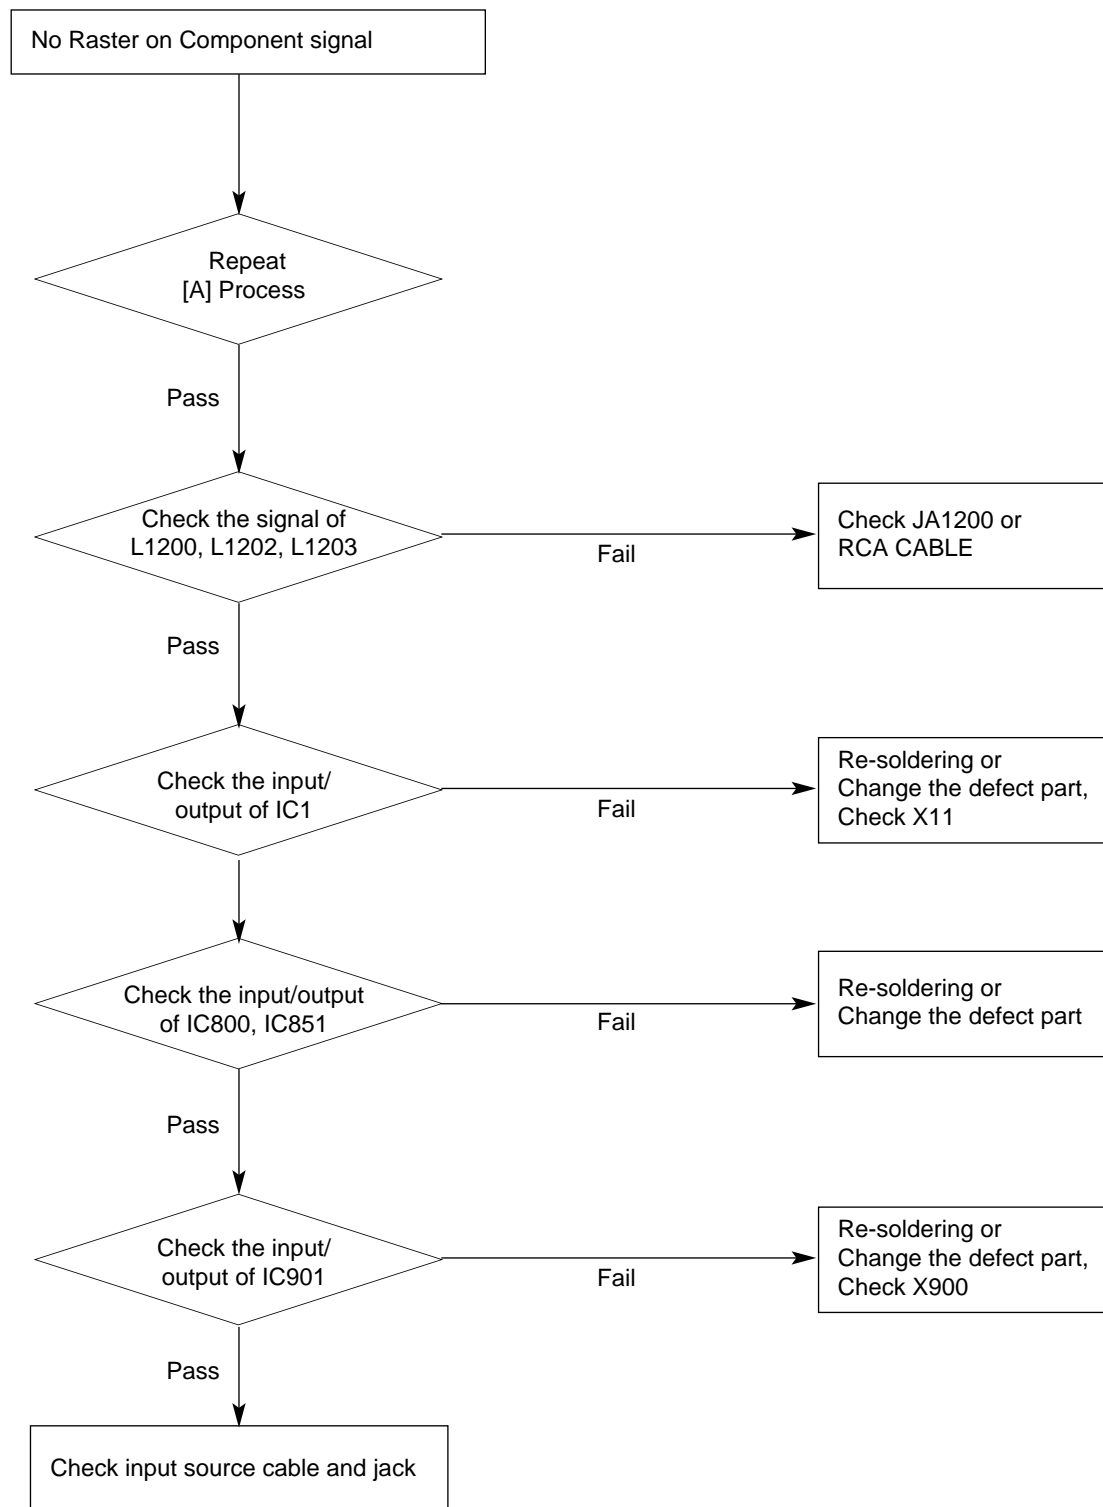 No Raster on Component signal
Repeat
[A] Process
Pass
Check the signal of
L1200, L1202, L1203
Fail
Check JA1200 or
RCA CABLE
Pass
Check the input/
output of IC1
Fail
Re-soldering or
Change the defect part,
Check X11
Check the input/output
of IC800, IC851
Fail
Re-soldering or
Change the defect part
Pass
Check the input/
output of IC901
Fail
Re-soldering or
Change the defect part,
Check X900
Pass
Check input source cable and jack